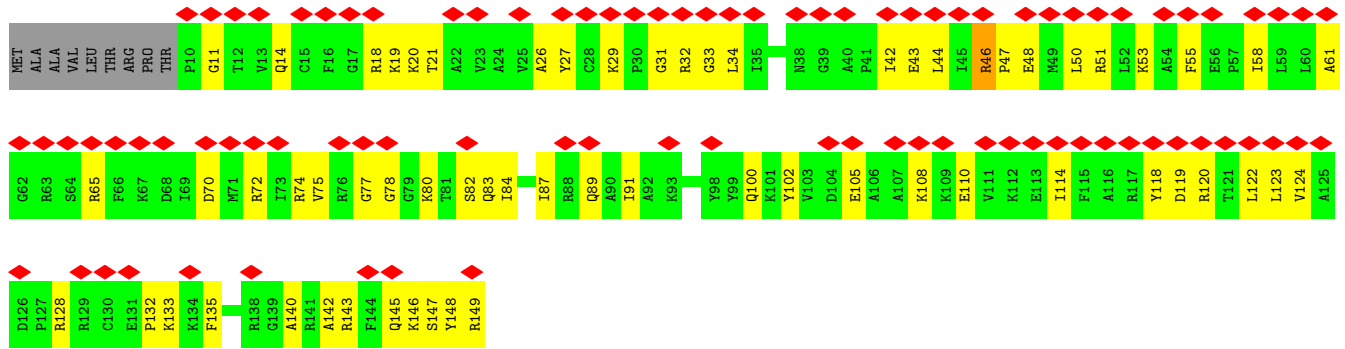 MET ALA ALA VAL LEU THR ARG PRO THR P10 G11 T12 V13 Q14 C15 F16 G17 R18 K19 K20 T21 A22 V23 A24 V25 A26 Y27 C28 K29 P30 G31 R32 G33 L34 I35 N38 G39 A40 P41 I42 E43 L44 I45 R46 P47 E48 M49 L50 R51 L52 K53 A54 F55 E56 P57 I58 L59 L60 A61
G62 R63 S64 R65 F66 K67 D68 I69 D70 M71 R72 I73 R74 V75 R76 G77 G78 G79 K80 T81 S82 Q83 I84 I87 R88 Q89 A90 I91 A92 K93 Y98 Y99 Q100 K101 Y102 V103 D104 E105 A106 A107 K108 K109 E110 V111 K112 E113 I114 F115 A116 R117 Y118 D119 R120 T121 L122 L123 V124 A125
D126 P127 R128 R129 C130 E131 P132 K133 K134 F135 R138 G139 A140 R141 A142 R143 F144 Q145 K146 S147 Y148 R149